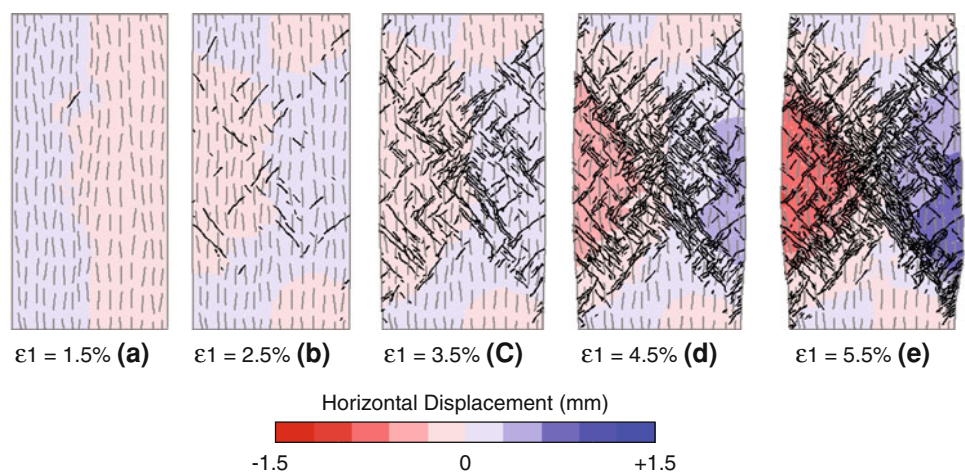 ε1 = 1.5% (a) ε1 = 2.5% (b) ε1 = 3.5% (C) ε1 = 4.5% (d) ε1 = 5.5% (e)
Horizontal Displacement (mm)
-1.5 0 +1.5